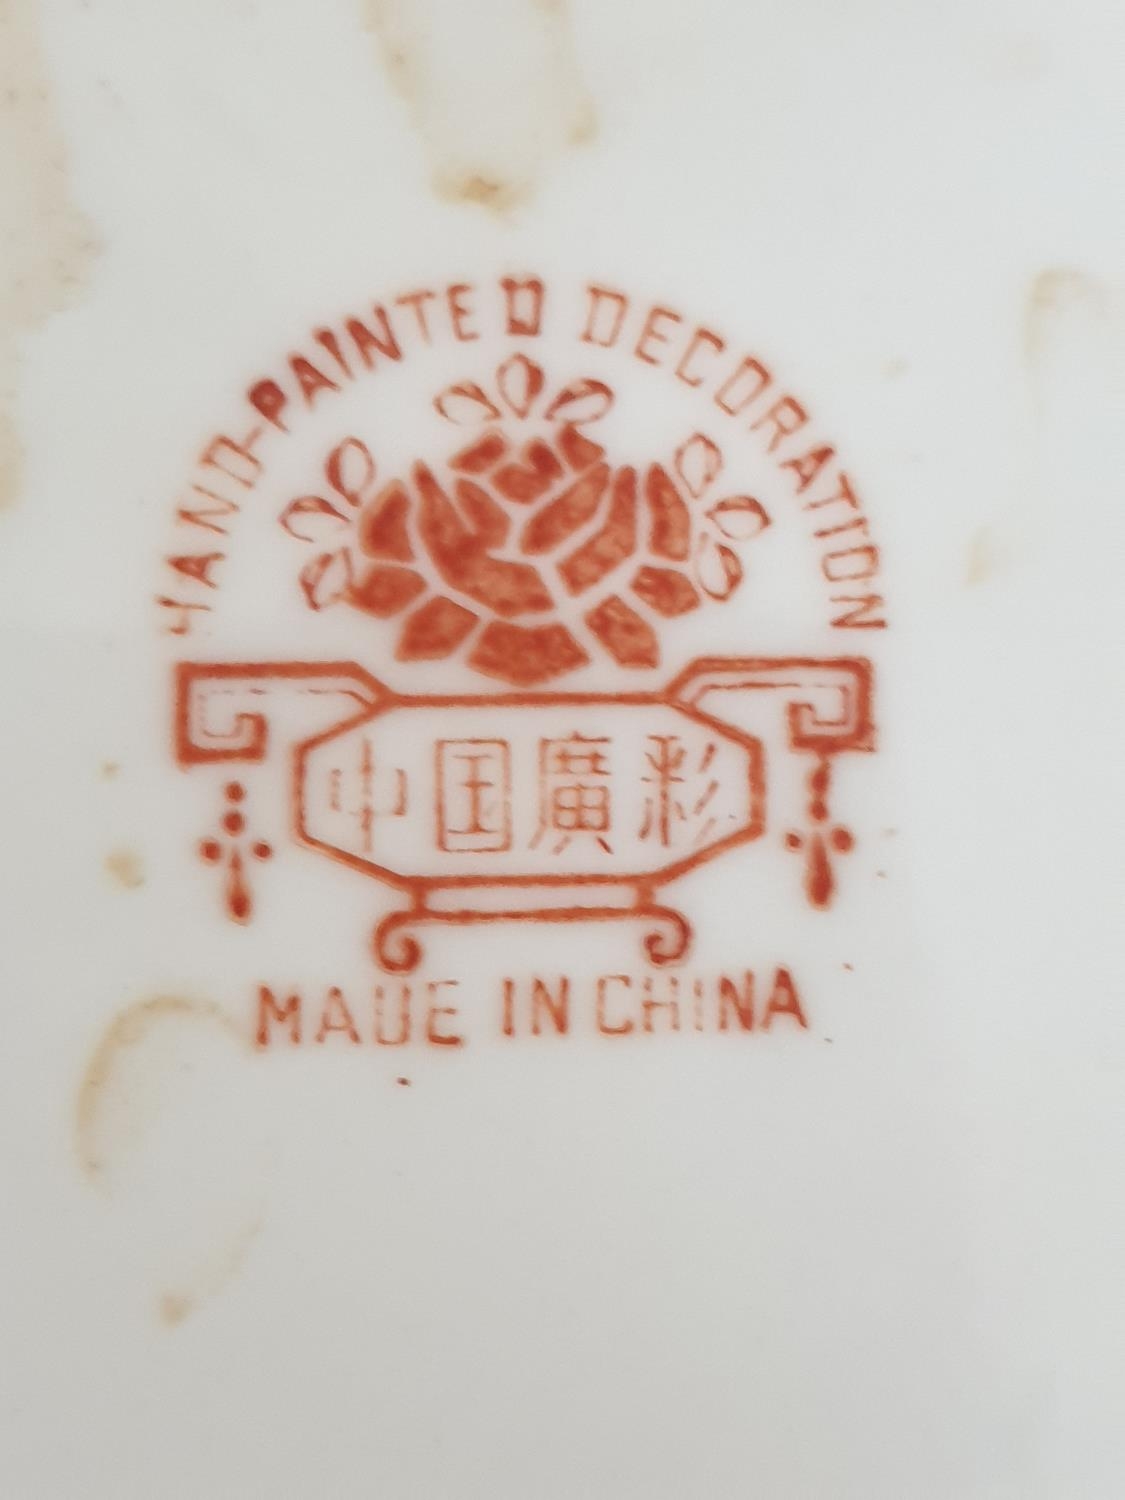 HAND-PAINTED DECORATION
中国廣彩
MADE IN CHINA